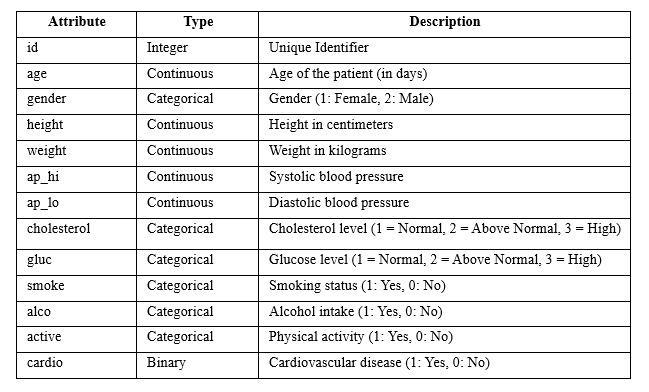 Attribute Type Description
id Integer Unique Identifier
age Continuous Age of the patient (in days)
gender Categorical Gender (1: Female, 2: Male)
height Continuous Height in centimeters
weight Continuous Weight in kilograms
ap_hi Continuous Systolic blood pressure
ap_lo Continuous Diastolic blood pressure
cholesterol Categorical Cholesterol level (1 = Normal, 2 = Above Normal, 3 = High)
gluc Categorical Glucose level (1 = Normal, 2 = Above Normal, 3 = High)
smoke Categorical Smoking status (1: Yes, 0: No)
alco Categorical Alcohol intake (1: Yes, 0: No)
active Categorical Physical activity (1: Yes, 0: No)
cardio Binary Cardiovascular disease (1: Yes, 0: No)